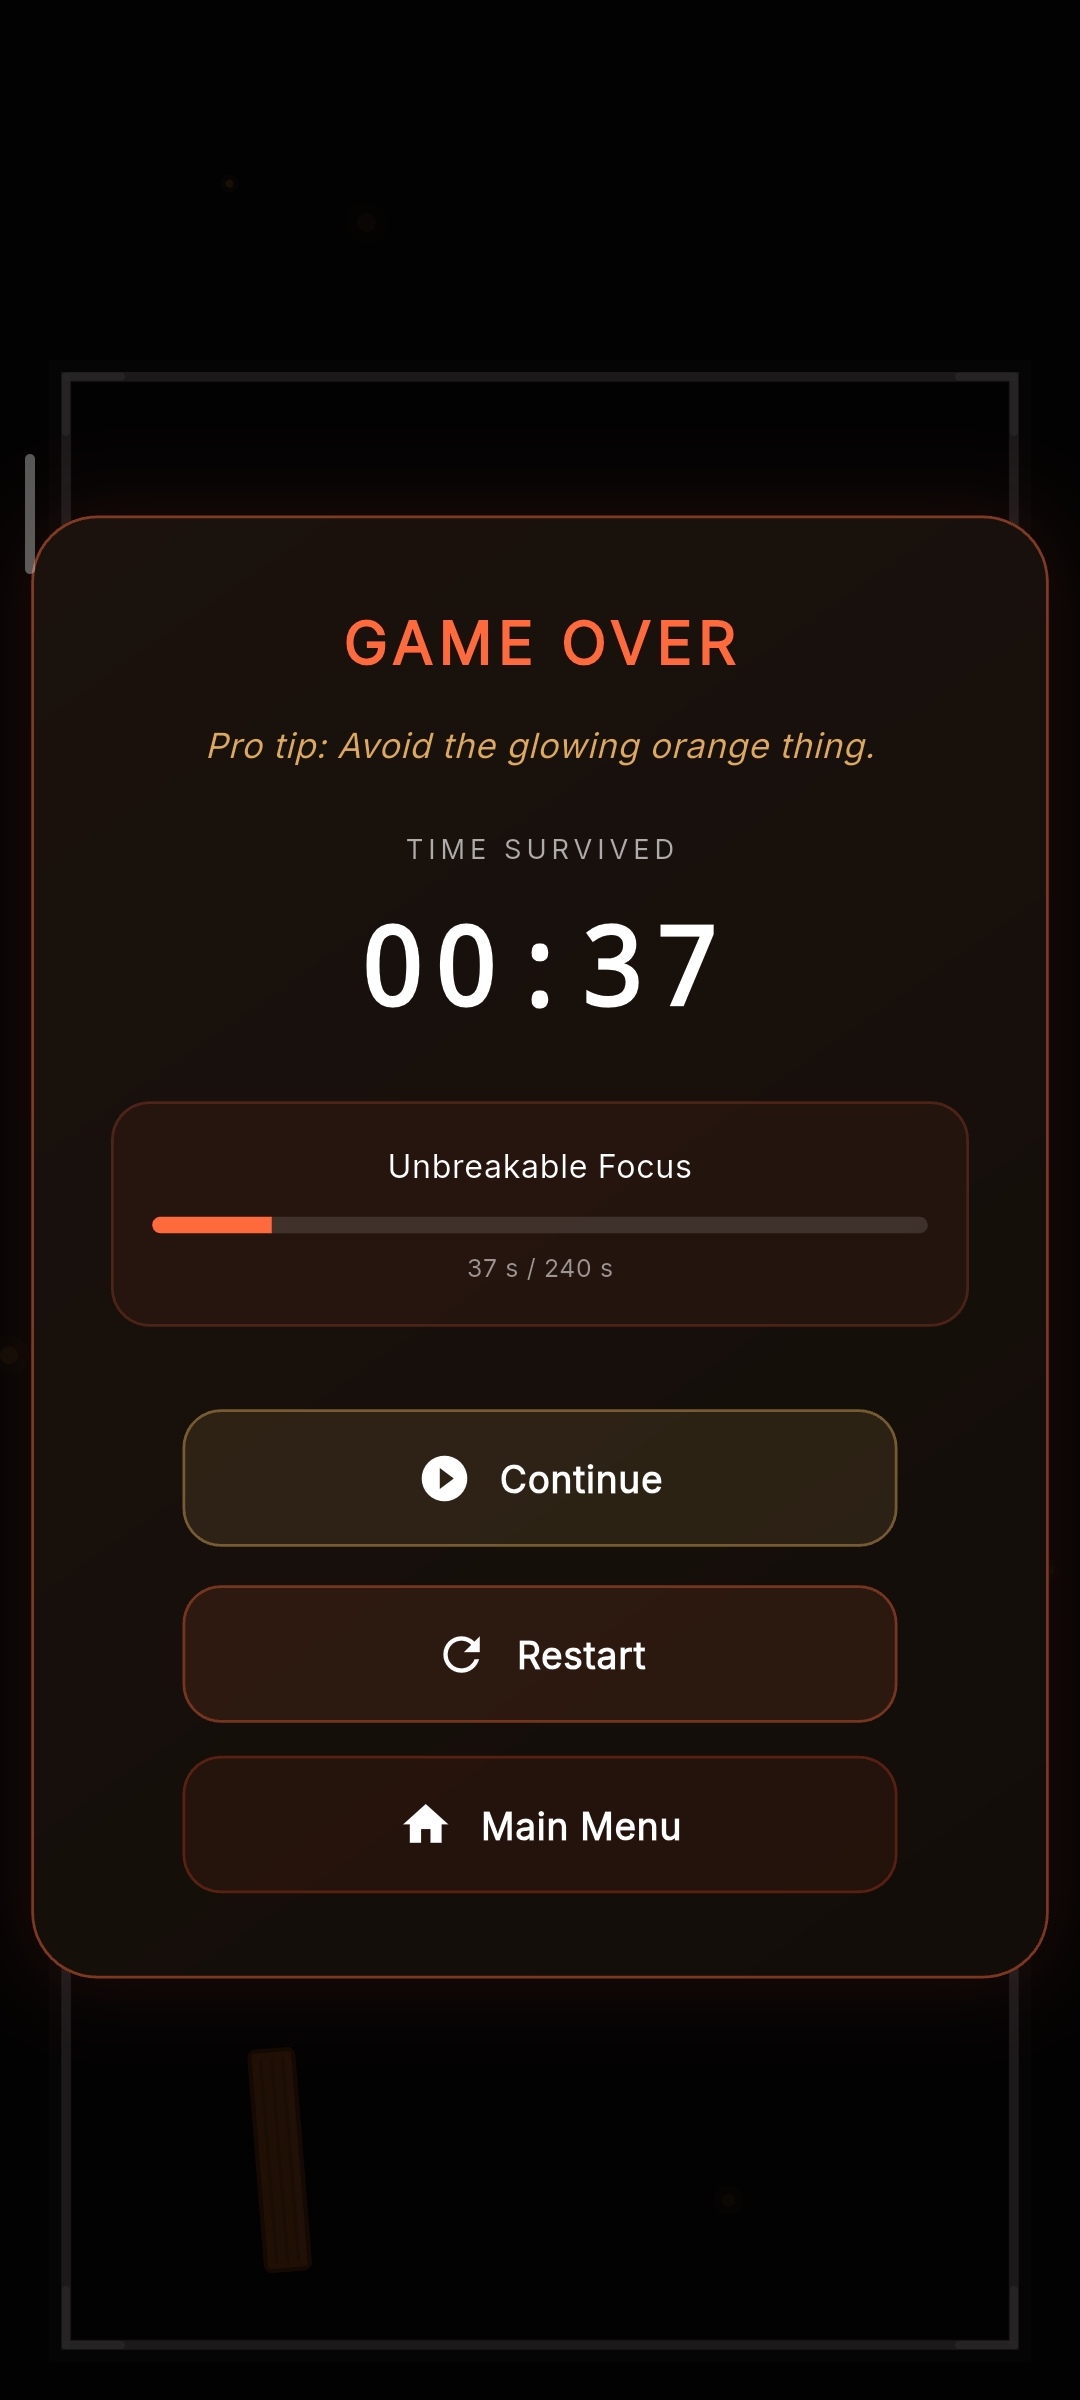 GAME OVER
Pro tip: Avoid the glowing orange thing.
TIME SURVIVED
00:37
Unbreakable Focus
37 s / 240 s
Continue
Restart
Main Menu